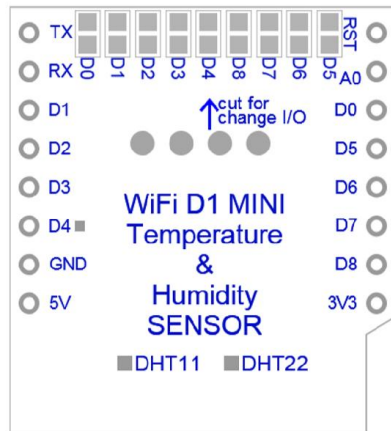 TX RST
D0 D1 D2 D3 D4 D8 D7 D6 D5
RX A0
D1 cut for D0
change I/O
D2 D5
D3 WiFi D1 MINI D6
D4 Temperature D7
GND & D8
5V Humidity 3V3
SENSOR
DHT11 DHT22